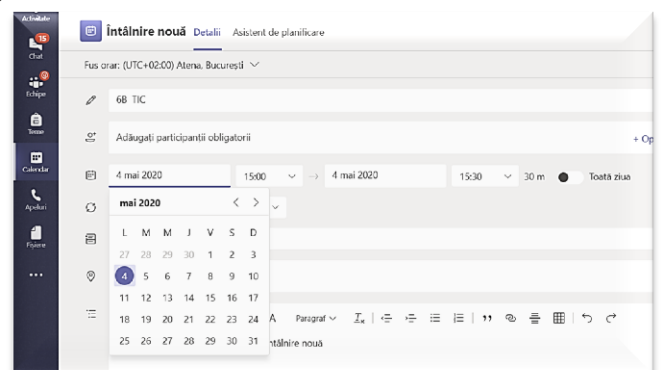 Activitate
15
Chat
Echipe
Teme
Calendar
Apeluri
Fișiere
Întâlnire nouă Detalii Asistent de planificare
Fus orar: (UTC+02:00) Atena, București
6B TIC
Adăugați participanții obligatorii
+ Op
4 mai 2020 15:00 → 4 mai 2020 15:30 30 m Toată ziua
mai 2020
L M M J V S D
27 28 29 30 1 2 3
4 5 6 7 8 9 10
11 12 13 14 15 16 17
18 19 20 21 22 23 24
25 26 27 28 29 30 31
A Paragraf
ntâlnire nouă